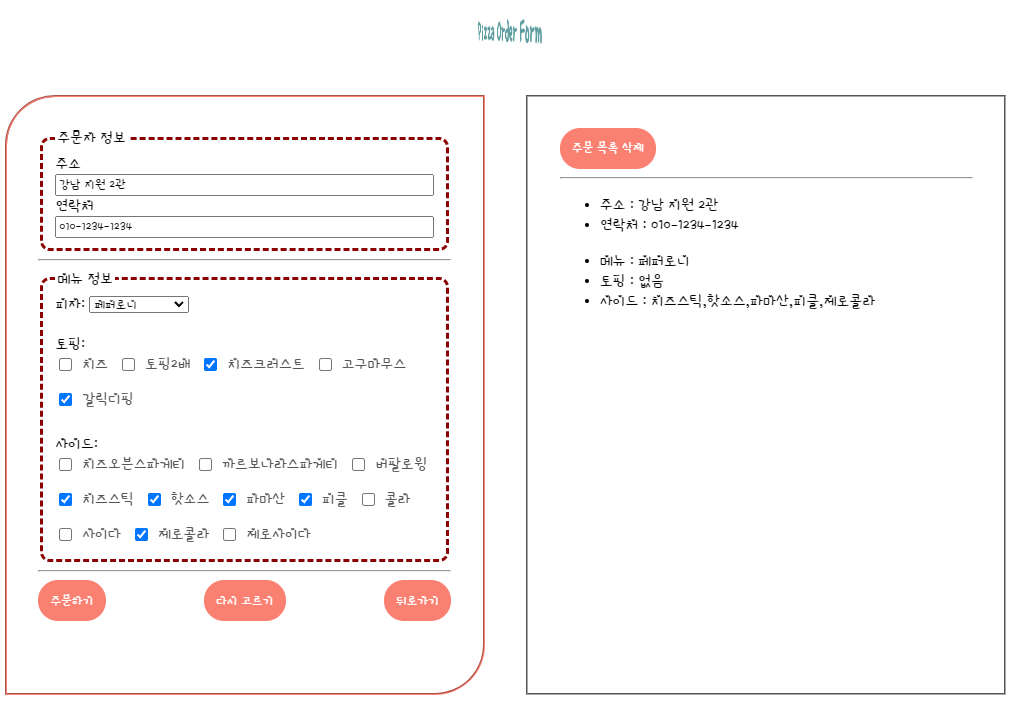 Pizza Order Form
주문자 정보
주소
강남 지원 2관
연락처
010-1234-1234
메뉴 정보
피자: 페퍼로니
토핑:
치즈 토핑2배 치즈크러스트 고구마무스
갈릭디핑
사이드:
치즈오븐스파게티 까르보나라스파게티 버팔로윙
치즈스틱 핫소스 파마산 피클 콜라
사이다 제로콜라 제로사이다
주문하기 다시 고르기 뒤로가기
주문 목록 삭제
주소 : 강남 지원 2관
연락처 : 010-1234-1234
메뉴 : 페퍼로니
토핑 : 없음
사이드 : 치즈스틱,핫소스,파마산,피클,제로콜라